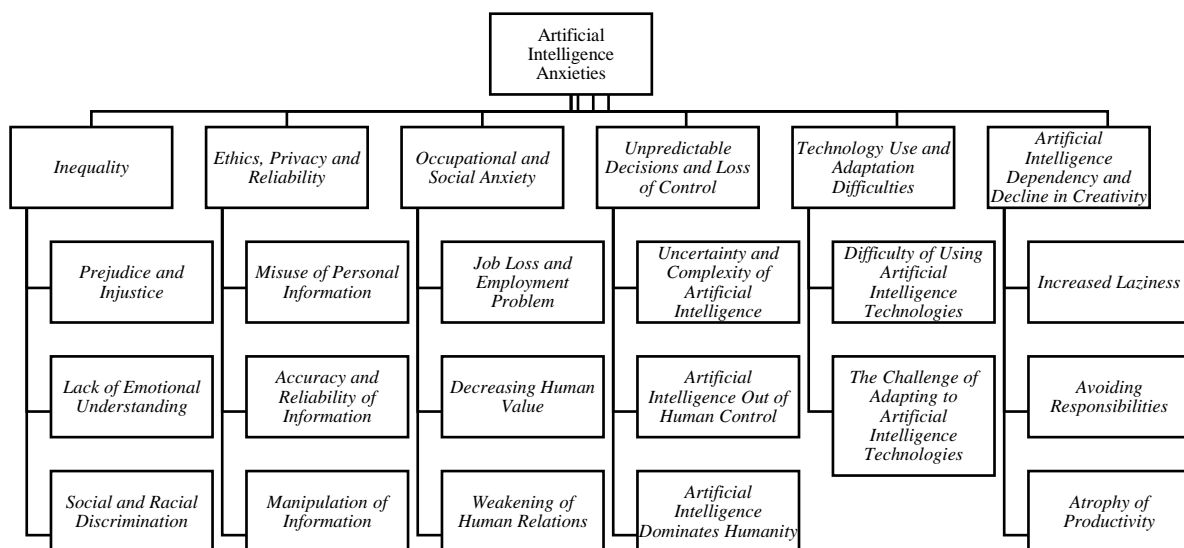 Artificial
Intelligence
Anxieties
Inequality
Ethics, Privacy and
Reliability
Occupational and
Social Anxiety
Unpredictable
Decisions and Loss
of Control
Technology Use and
Adaptation
Difficulties
Artificial
Intelligence
Dependency and
Decline in Creativity
Prejudice and
Injustice
Lack of Emotional
Understanding
Social and Racial
Discrimination
Misuse of Personal
Information
Accuracy and
Reliability of
Information
Manipulation of
Information
Job Loss and
Employment
Problem
Decreasing Human
Value
Weakening of
Human Relations
Uncertainty and
Complexity of
Artificial
Intelligence
Artificial
Intelligence Out of
Human Control
Artificial
Intelligence
Dominates Humanity
Difficulty of Using
Artificial
Intelligence
Technologies
The Challenge of
Adapting to
Artificial
Intelligence
Technologies
Increased Laziness
Avoiding
Responsibilities
Atrophy of
Productivity